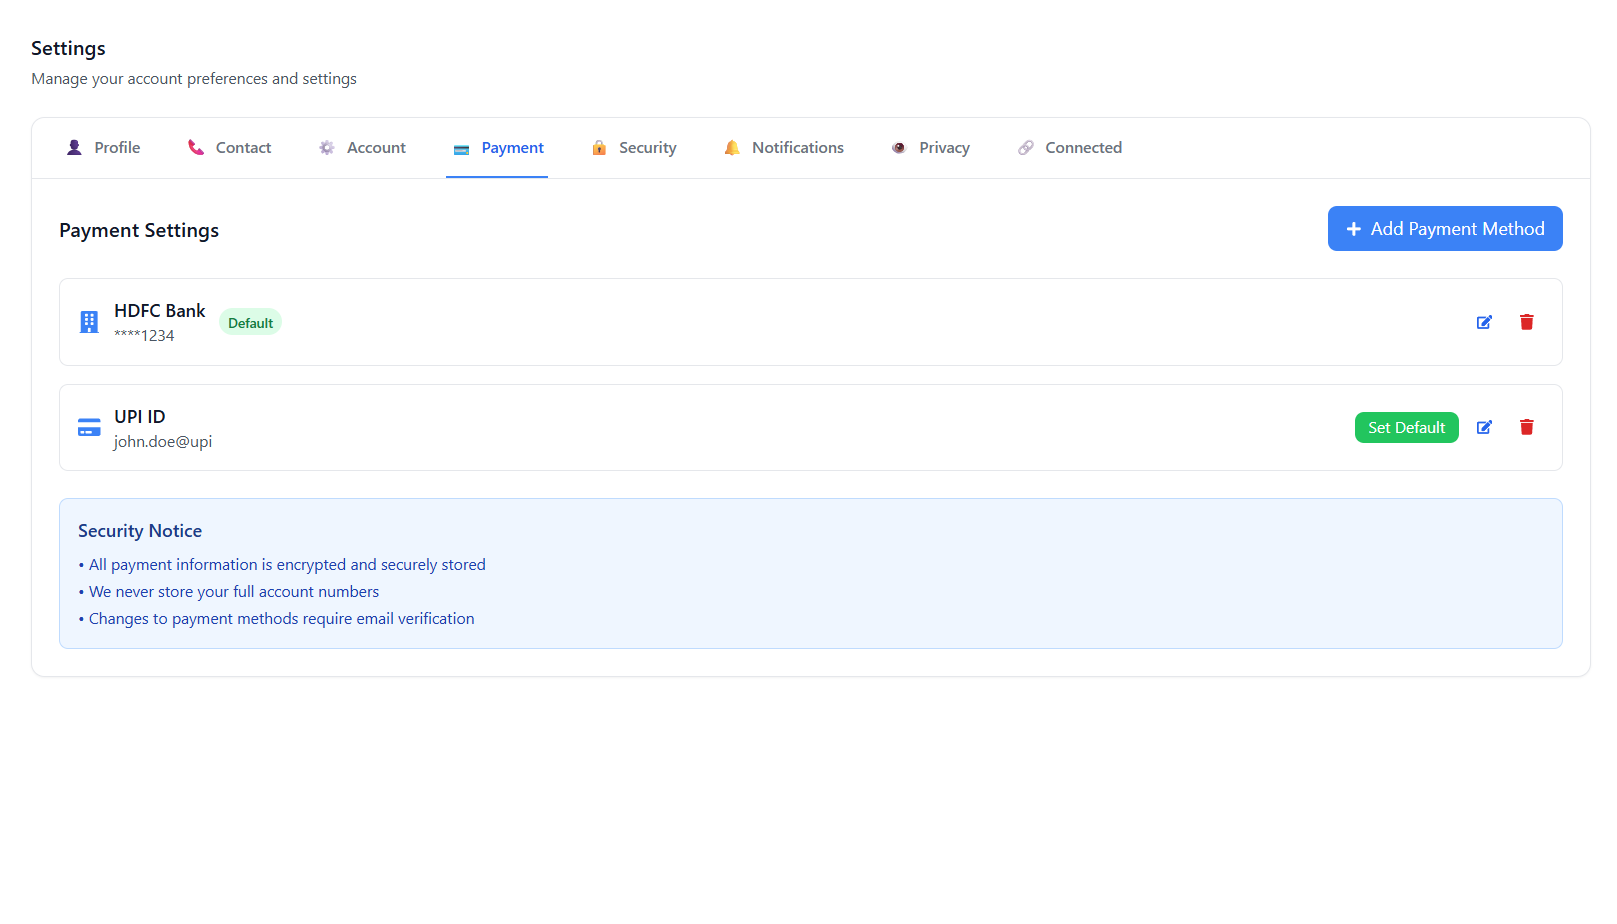 Settings
Manage your account preferences and settings
Profile Contact Account Payment Security Notifications Privacy Connected
Payment Settings
Add Payment Method
HDFC Bank
****1234
Default
UPI ID
john.doe@upi
Set Default
Security Notice
• All payment information is encrypted and securely stored
• We never store your full account numbers
• Changes to payment methods require email verification